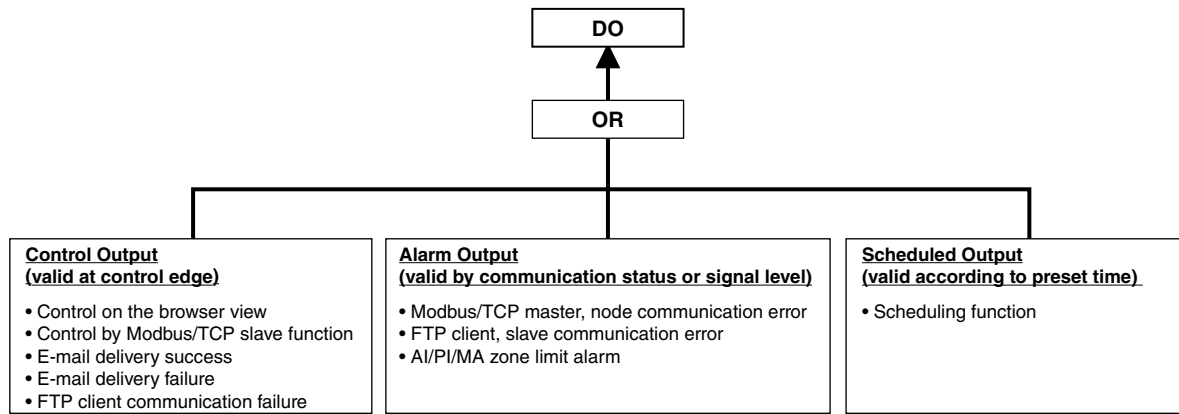 DO
OR
Control Output
(valid at control edge)
• Control on the browser view
• Control by Modbus/TCP slave function
• E-mail delivery success
• E-mail delivery failure
• FTP client communication failure
Alarm Output
(valid by communication status or signal level)
• Modbus/TCP master, node communication error
• FTP client, slave communication error
• AI/PI/MA zone limit alarm
Scheduled Output
(valid according to preset time)
• Scheduling function